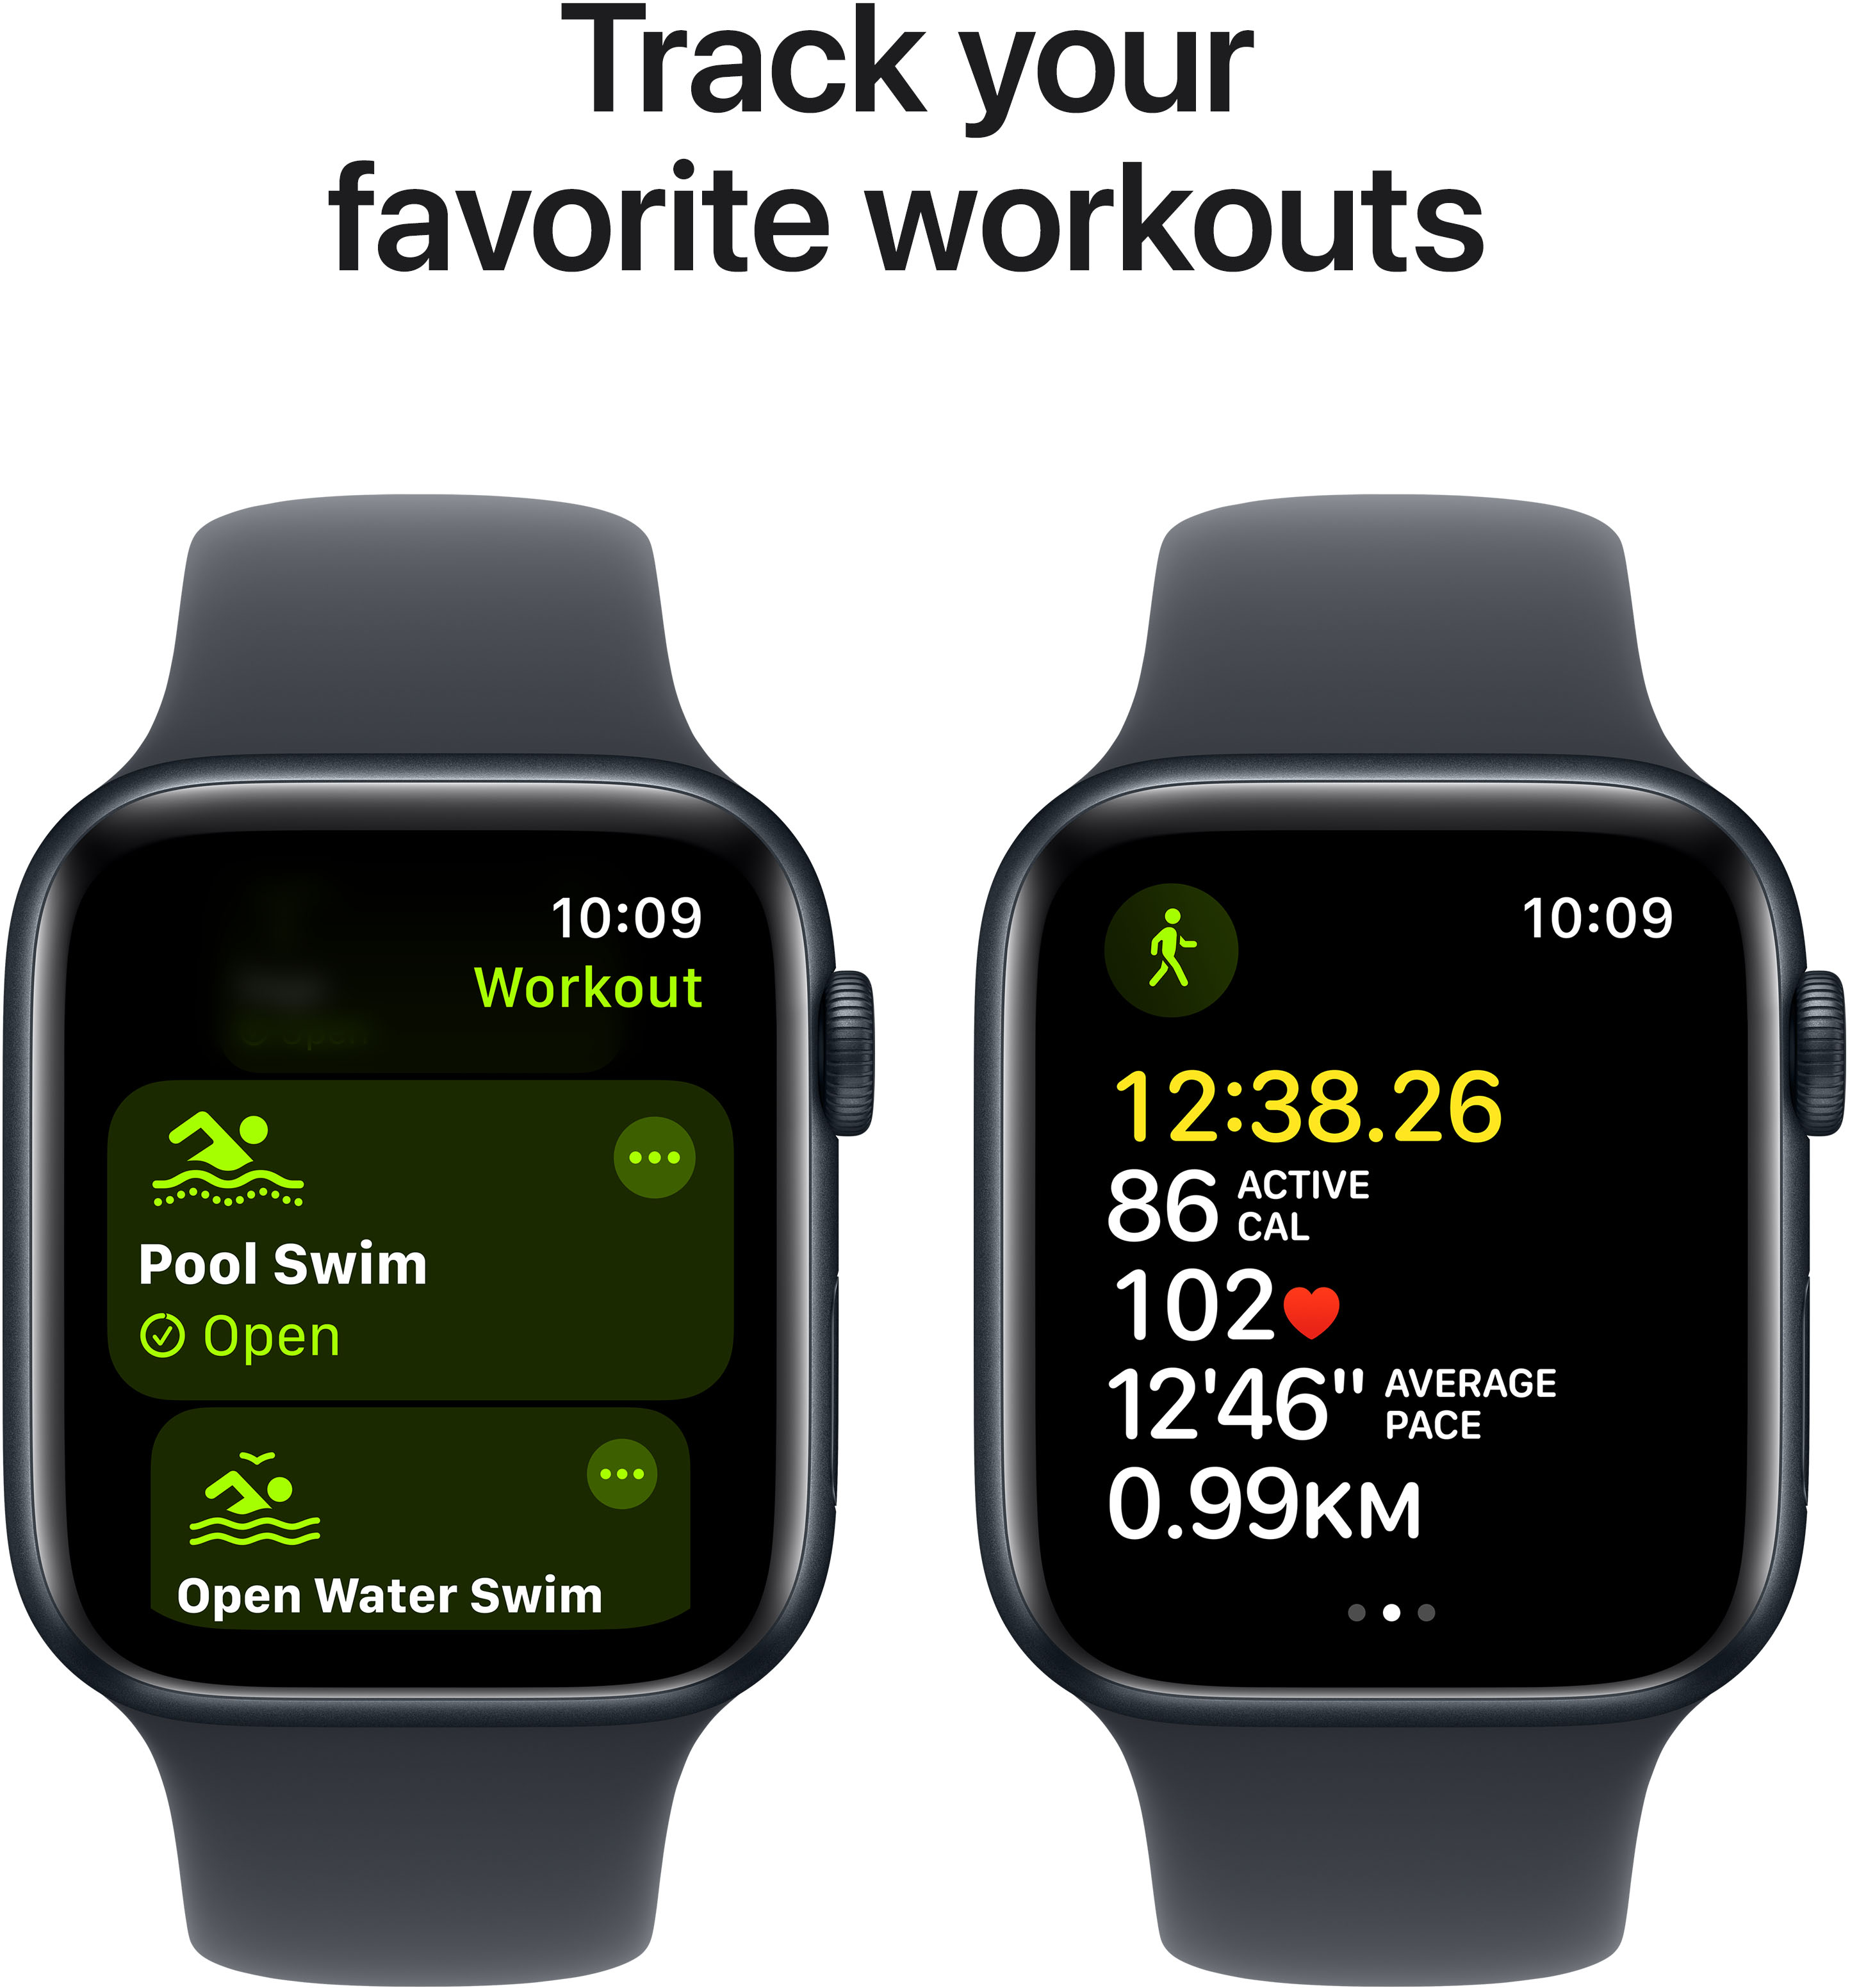 Track your
favorite workouts
10:09
Workout
Pool Swim
Open
Open Water Swim
10:09
12:38.26
86 ACTIVE
CAL
102
12'46" AVERAGE
PACE
0.99KM